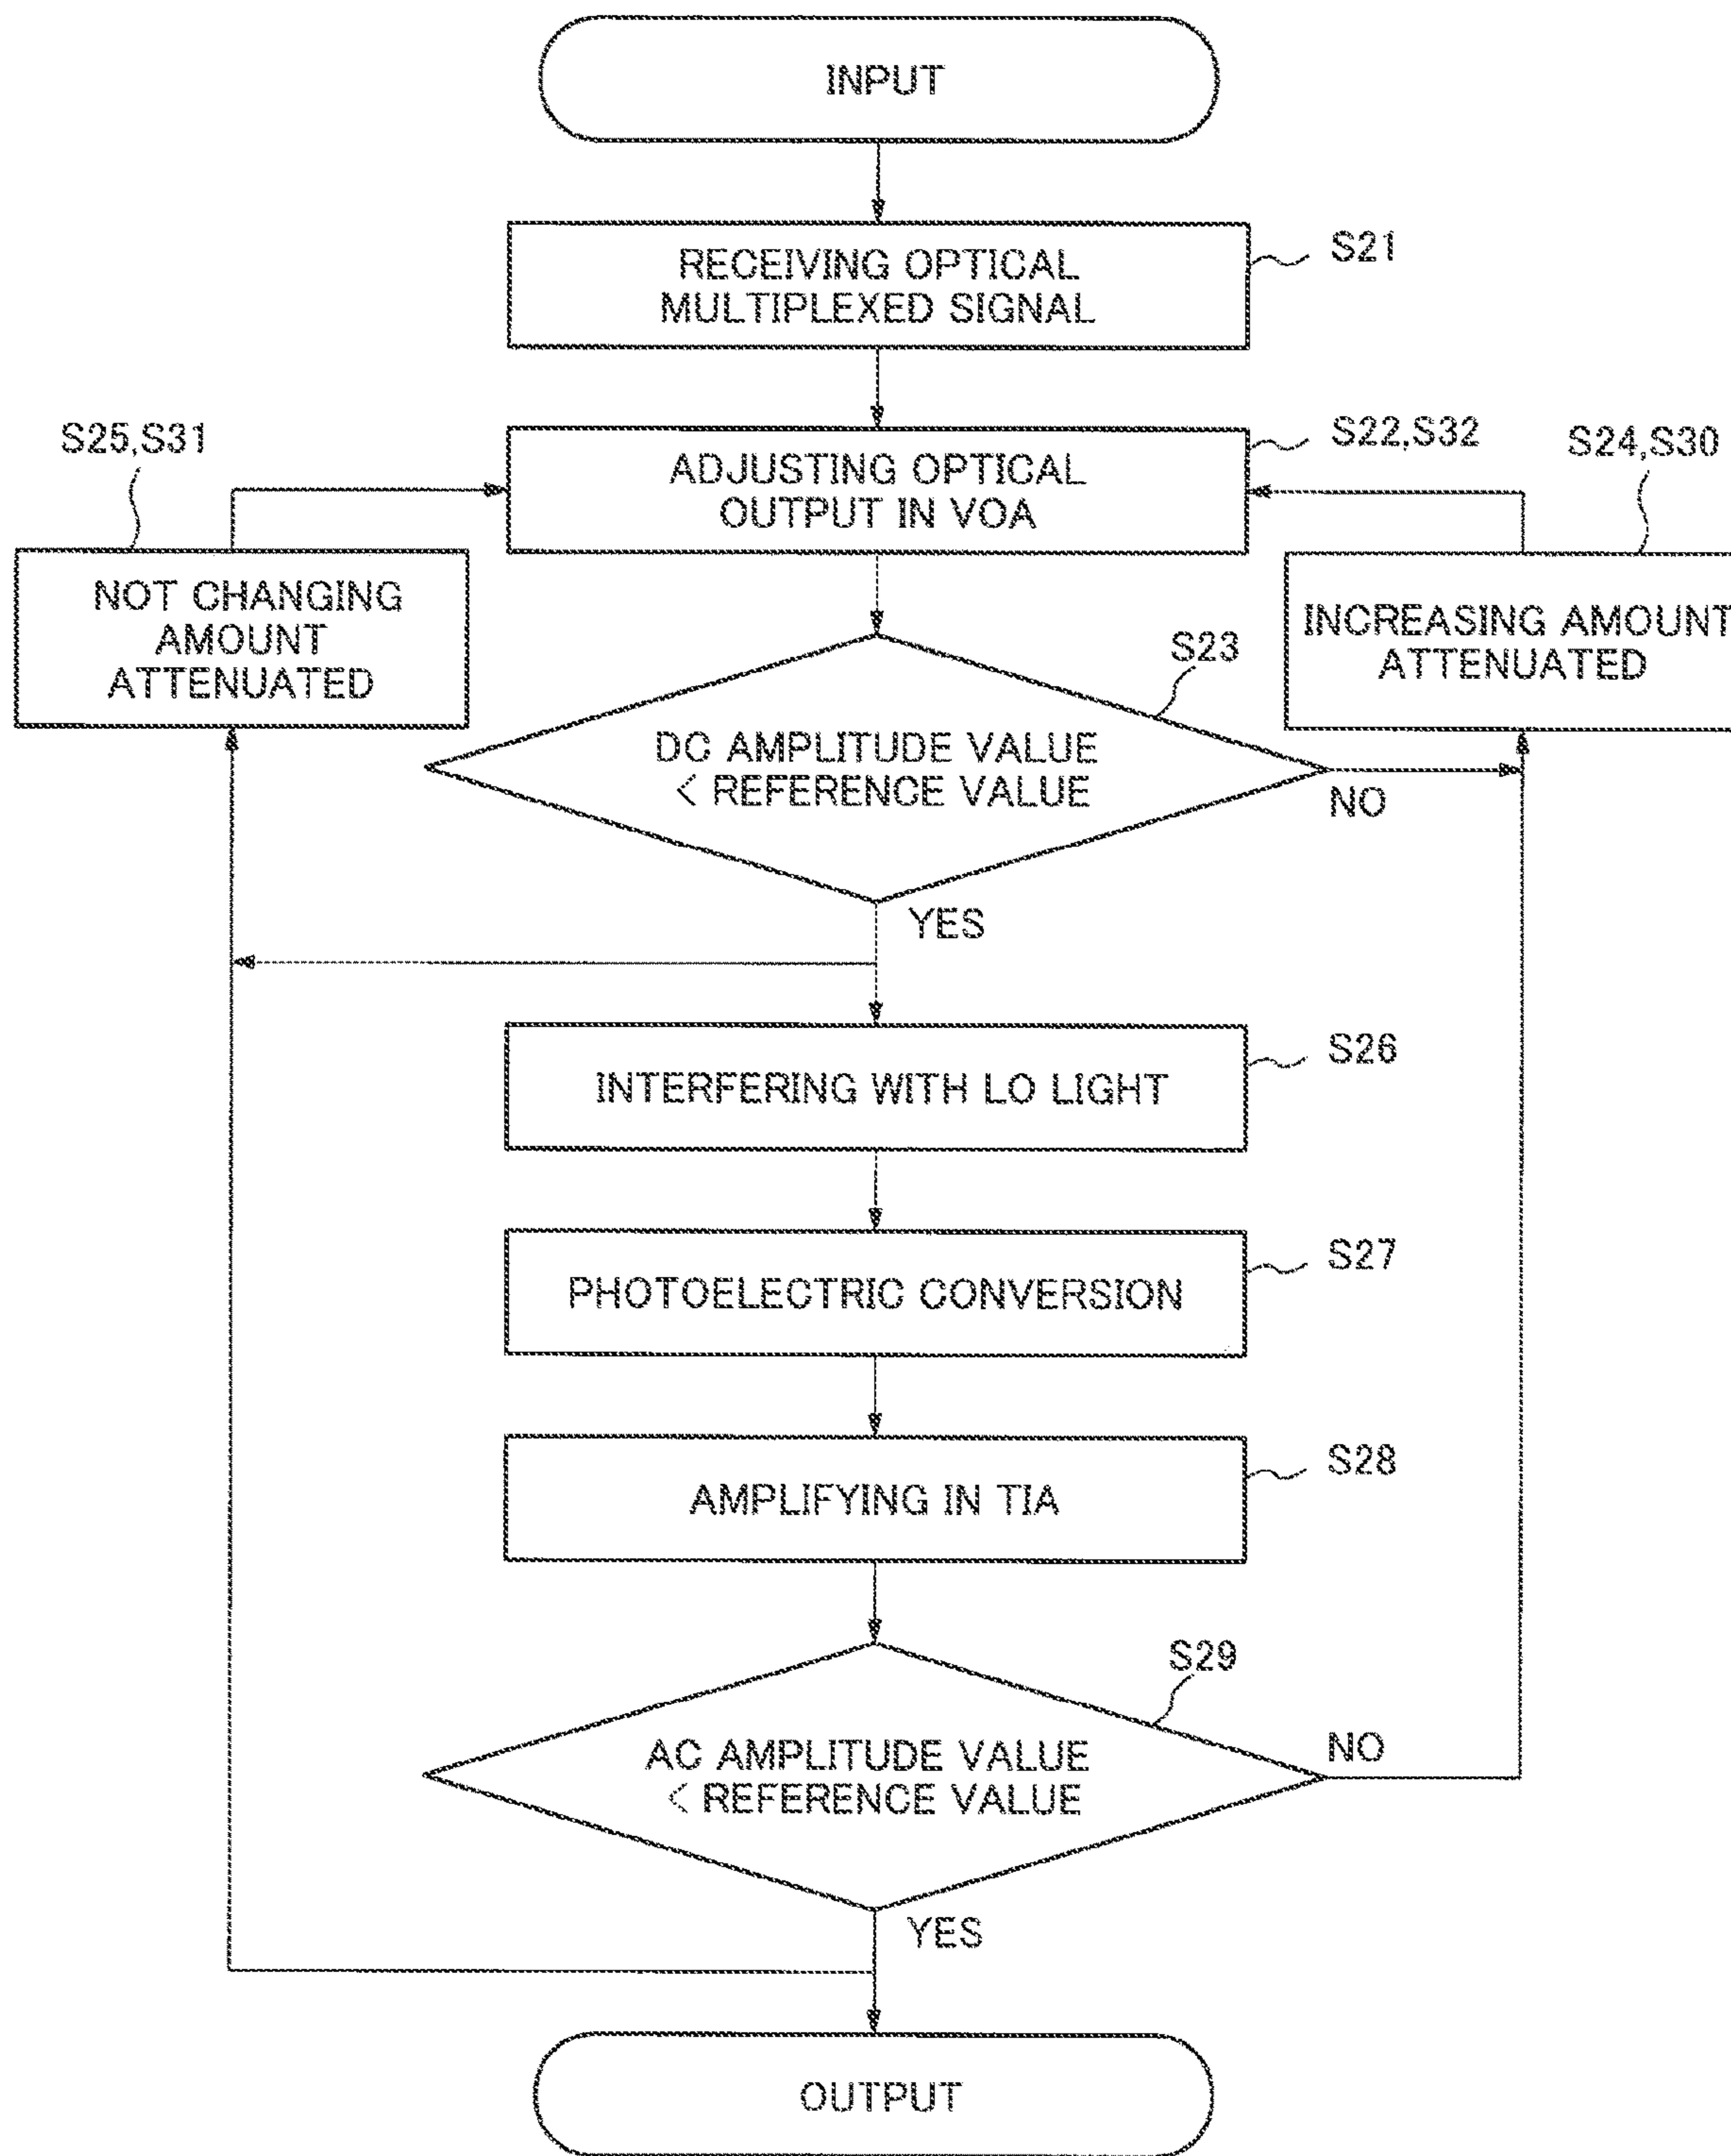 INPUT
RECEIVING OPTICAL
MULTIPLEXED SIGNAL
S21
S25,S31
ADJUSTING OPTICAL
OUTPUT IN VOA
S22,S32
S24,S30
NOT CHANGING
AMOUNT
ATTENUATED
INCREASING AMOUNT
ATTENUATED
S23
DC AMPLITUDE VALUE
< REFERENCE VALUE
NO
YES
INTERFERING WITH LO LIGHT
S26
PHOTOELECTRIC CONVERSION
S27
AMPLIFYING IN TIA
S28
S29
AC AMPLITUDE VALUE
< REFERENCE VALUE
NO
YES
OUTPUT